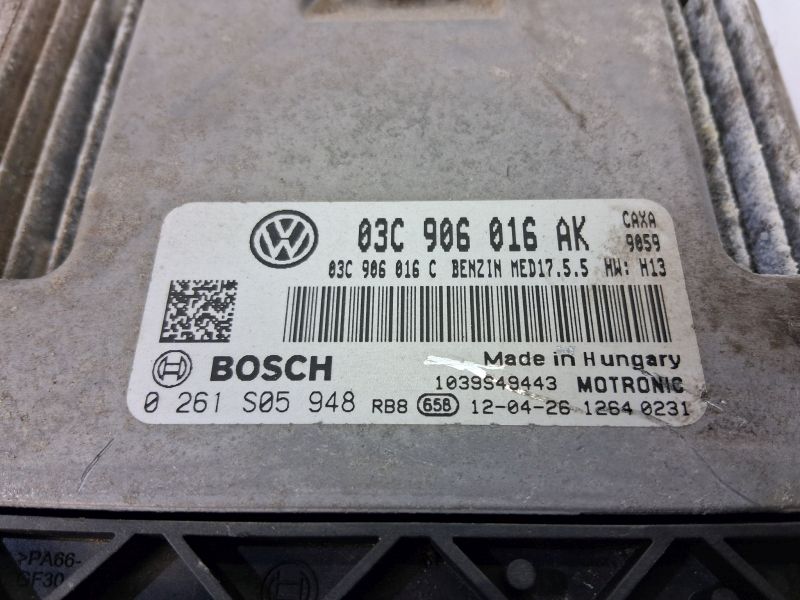 03C 906 016 AK
CAXA
9059
03C 906 016 C BENZIN MED17.5.5 HW: H13
BOSCH
Made in Hungary
1039S49443 MOTRONIC
0 261 S05 948 RB8 658 12-04-26 1264 0231
>PA66-
GF30